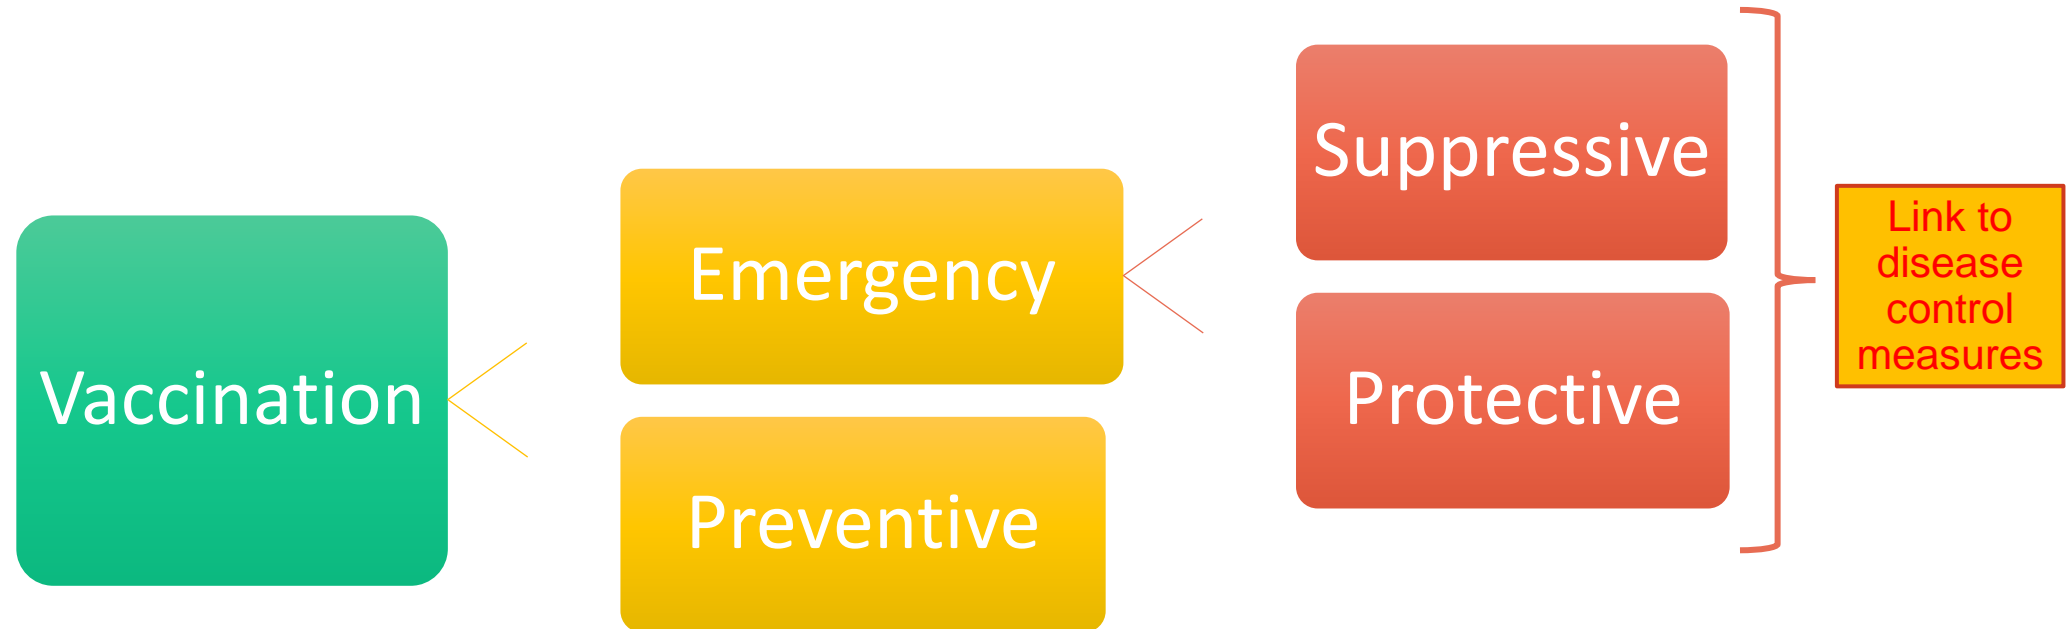 Vaccination
Emergency
Preventive
Suppressive
Protective
Link to
disease
control
measures